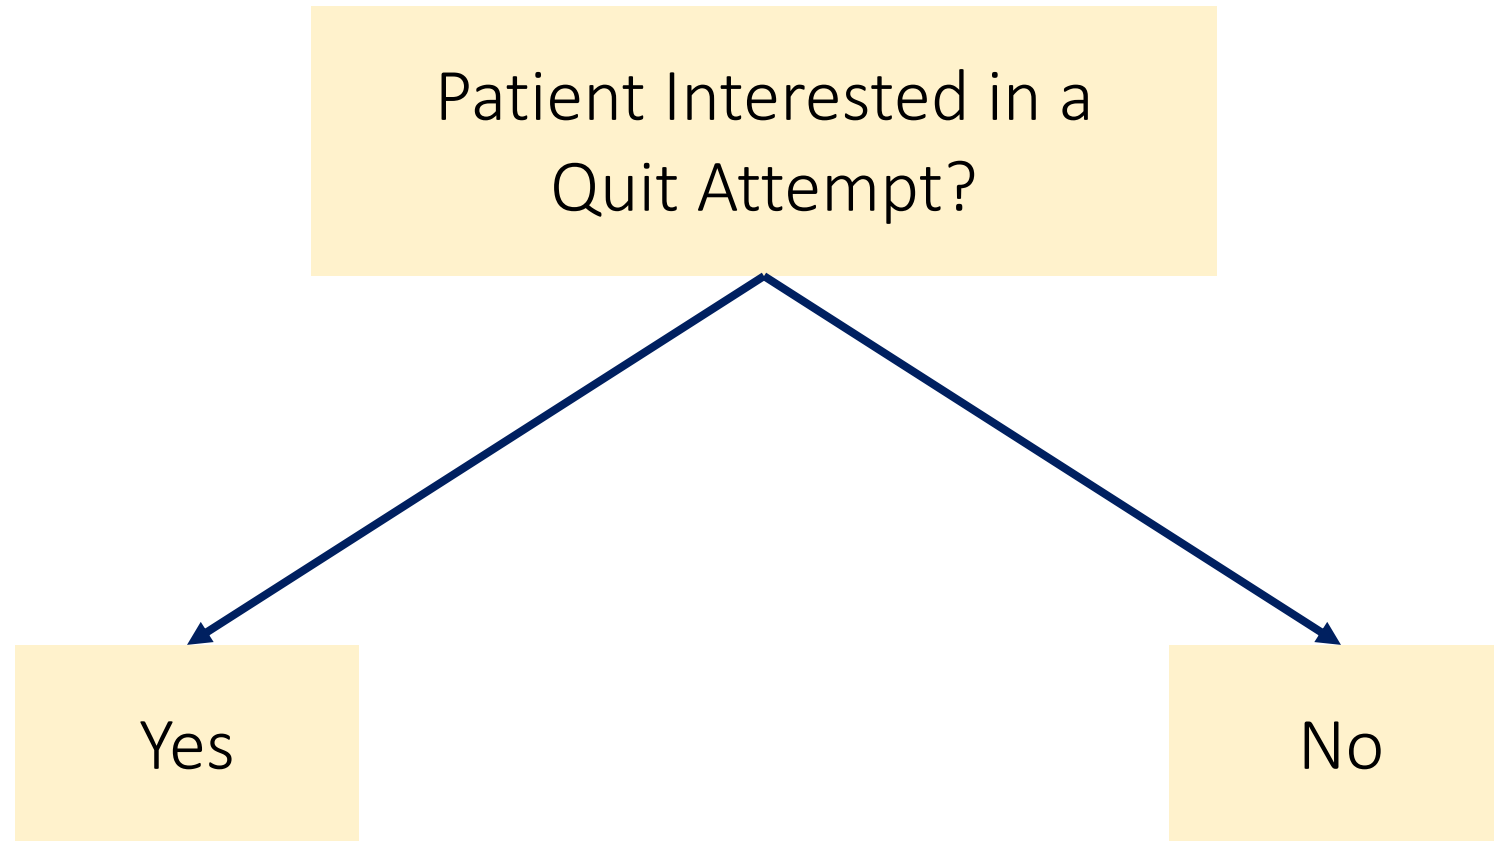 Patient Interested in a
Quit Attempt?
Yes
No